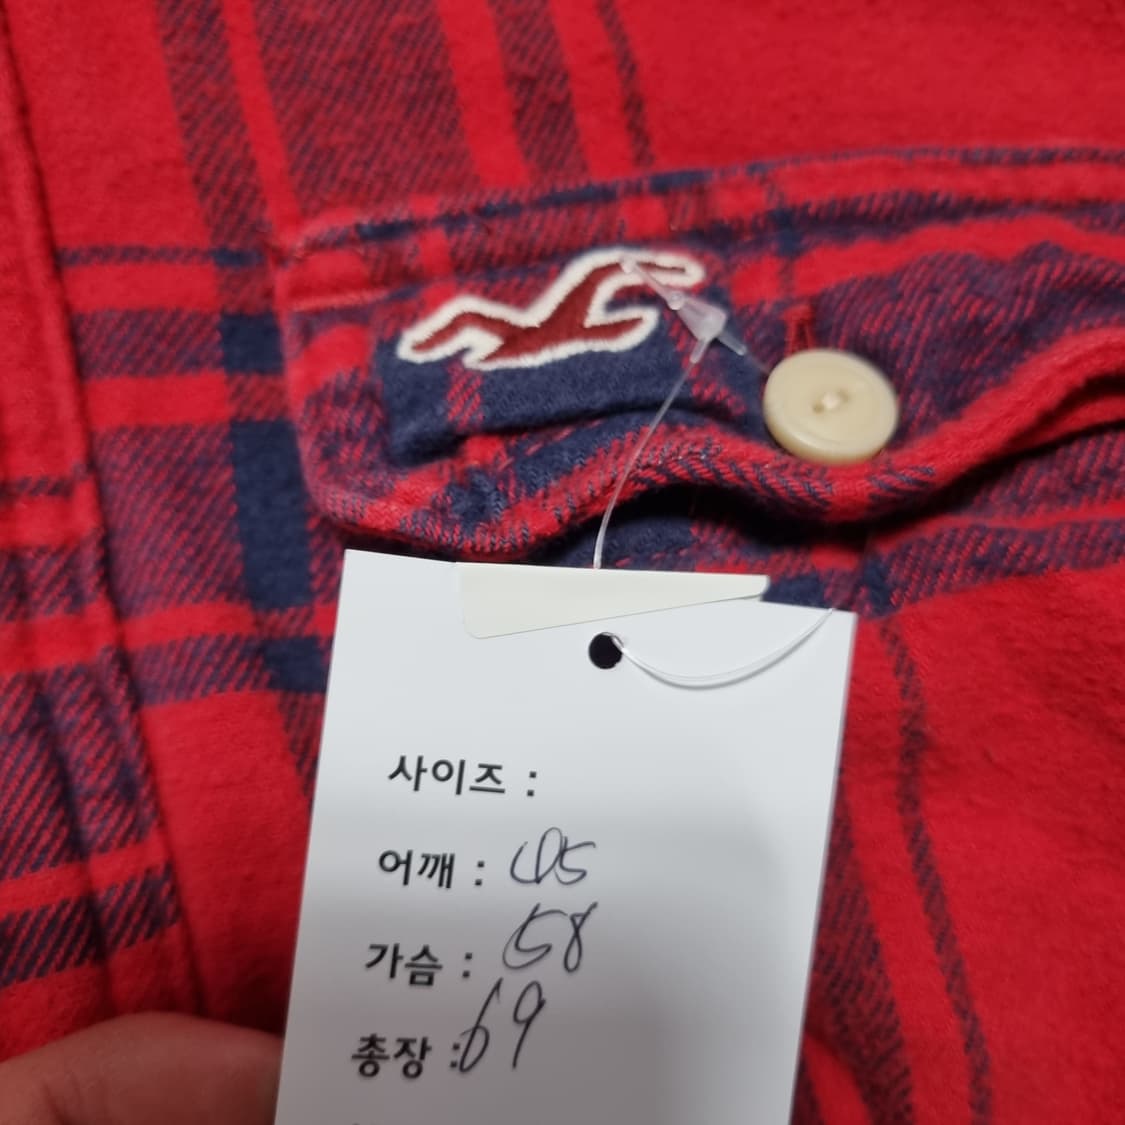 사이즈 :
어깨 : 45
가슴 : 58
총장 : 69